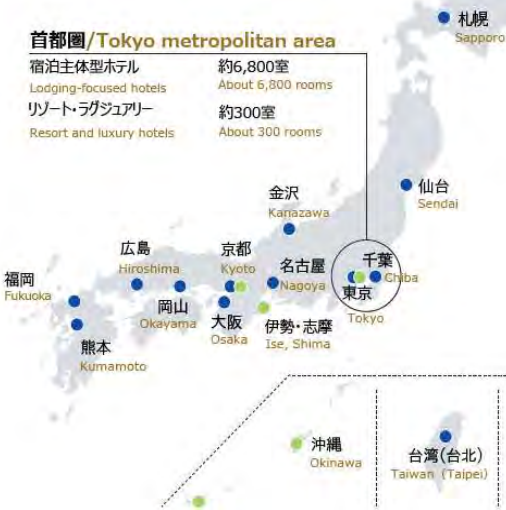 札幌
Sapporo
首都圏/Tokyo metropolitan area
宿泊主体型ホテル 約6,800室
Lodging-focused hotels About 6,800 rooms
リゾート・ラグジュアリー 約300室
Resort and luxury hotels About 300 rooms
仙台
Sendai
金沢
Kanazawa
広島
Hiroshima
京都
Kyoto
名古屋
Nagoya
千葉
Chiba
東京
Tokyo
福岡
Fukuoka
岡山
Okayama
大阪
Osaka
伊勢・志摩
Ise, Shima
熊本
Kumamoto
沖縄
Okinawa
台湾(台北)
Taiwan (Taipei)